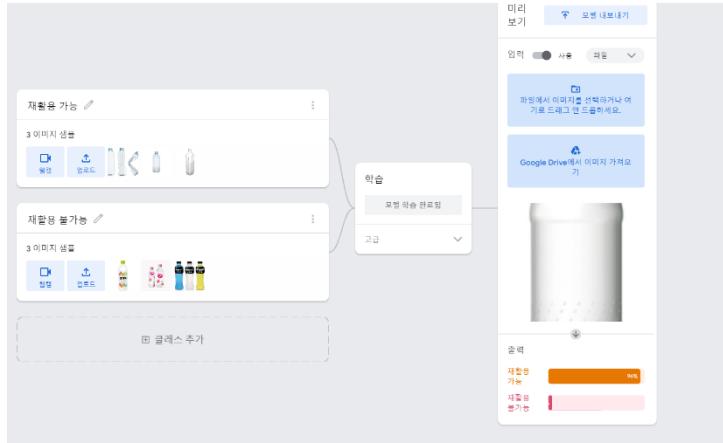 미리
보기
모델 내보내기
입력
사용
파일
파일에서 이미지를 선택하거나 여
기로 드래그 앤 드롭하세요.
Google Drive에서 이미지 가져오
기
재활용 가능
3 이미지 샘플
웹캠
업로드
학습
모델 학습 완료됨
고급
재활용 불가능
3 이미지 샘플
웹캠
업로드
클래스 추가
출력
재활용
가능
재활용
불가능